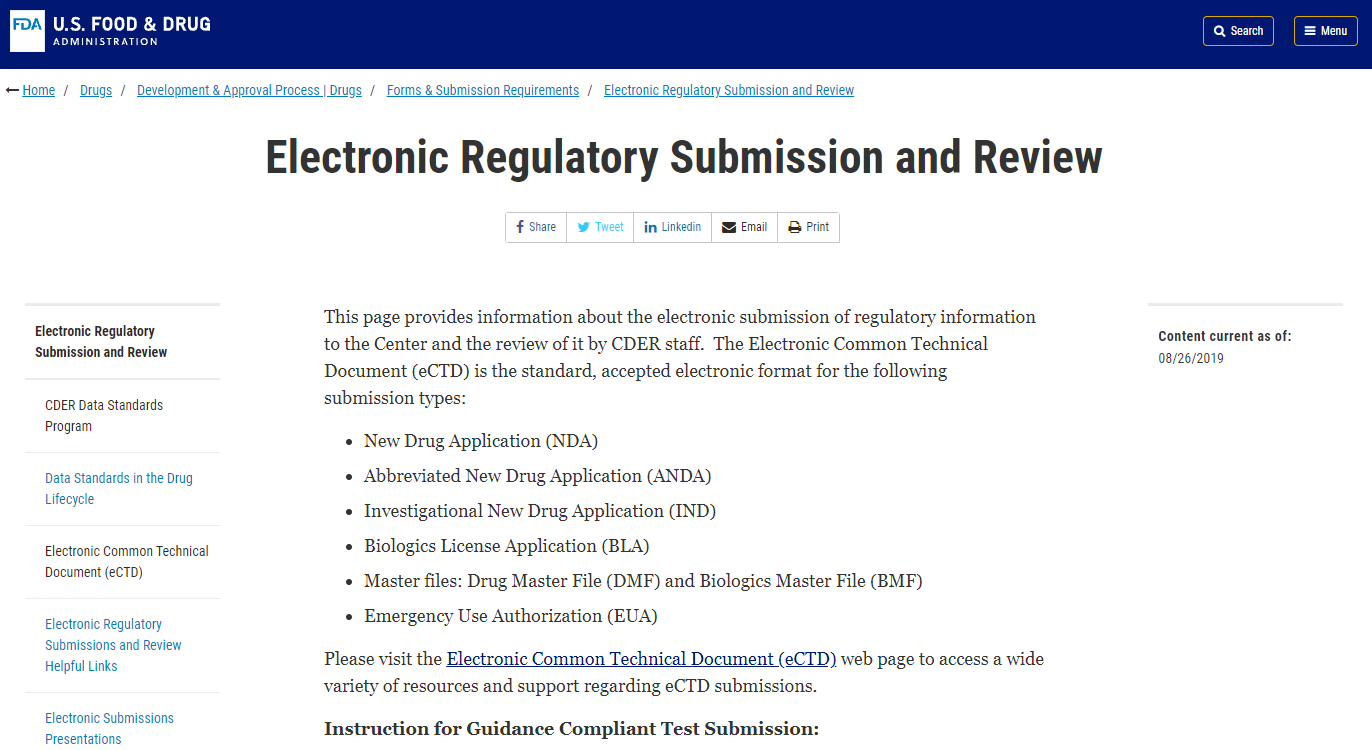 FDA U.S. FOOD & DRUG
ADMINISTRATION
Search
Menu
Home / Drugs / Development & Approval Process | Drugs / Forms & Submission Requirements / Electronic Regulatory Submission and Review
Electronic Regulatory Submission and Review
Share Tweet Linkedin Email Print
Electronic Regulatory
Submission and Review
CDER Data Standards
Program
Data Standards in the Drug
Lifecycle
Electronic Common Technical
Document (eCTD)
Electronic Regulatory
Submissions and Review
Helpful Links
Electronic Submissions
Presentations
This page provides information about the electronic submission of regulatory information
to the Center and the review of it by CDER staff.  The Electronic Common Technical
Document (eCTD) is the standard, accepted electronic format for the following
submission types:
• New Drug Application (NDA)
• Abbreviated New Drug Application (ANDA)
• Investigational New Drug Application (IND)
• Biologics License Application (BLA)
• Master files: Drug Master File (DMF) and Biologics Master File (BMF)
• Emergency Use Authorization (EUA)
Please visit the Electronic Common Technical Document (eCTD) web page to access a wide
variety of resources and support regarding eCTD submissions.
Instruction for Guidance Compliant Test Submission:
Content current as of:
08/26/2019